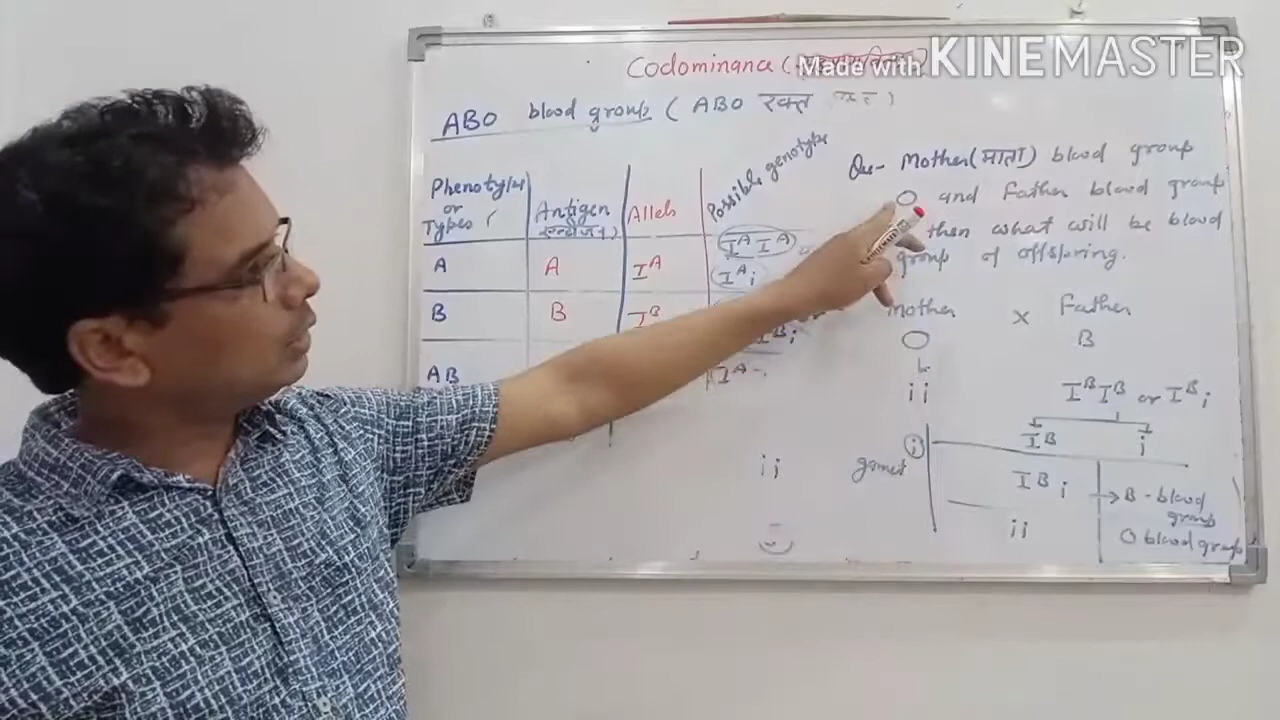 Codominance (
Made with KINEMASTER
ABO blood group ( ABO रक्त
Phenotypes
or
Types (
Antigen
Allels
Possible genotype
A
A
I^A
I^A I^A
I^A i
B
B
I^B
I^B i
AB
I^A
ii
Que- Mother (माता) blood group
O and Father blood group
then what will be blood
group of offspring.
Mother × Father
O B
ii I^B I^B or I^B i
gamet i I^B i
I^B i → B - blood
group
ii O blood group